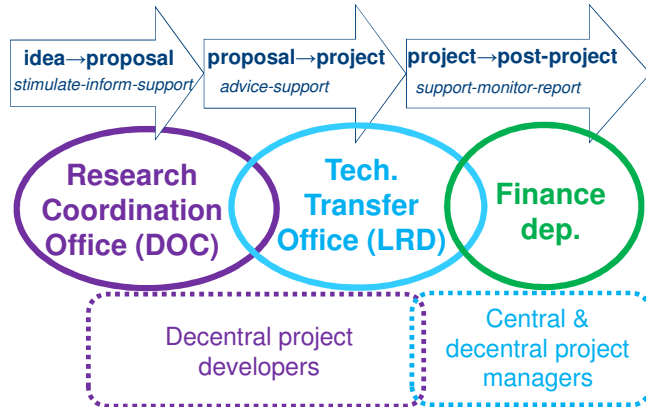 idea→proposal
stimulate-inform-support
proposal→project
advice-support
project→post-project
support-monitor-report
Research
Coordination
Office (DOC)
Tech.
Transfer
Office (LRD)
Finance
dep.
Decentral project
developers
Central &
decentral project
managers